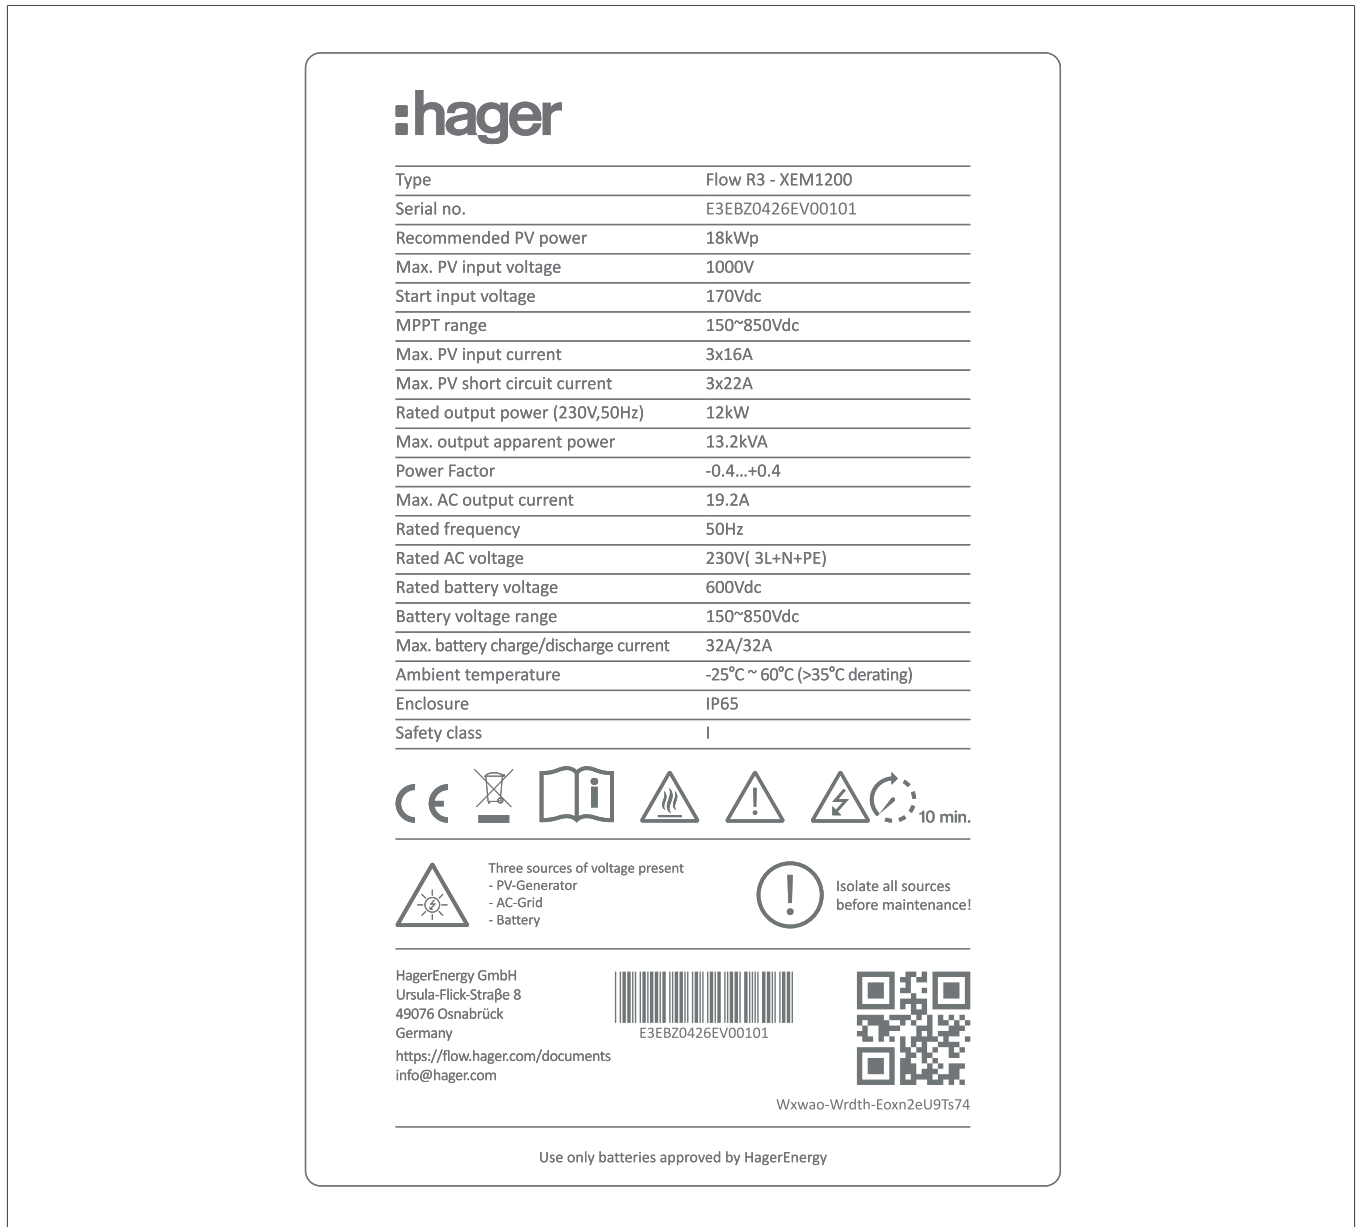 hager
Type Flow R3 - XEM1200
Serial no. E3EBZ0426EV00101
Recommended PV power 18kWp
Max. PV input voltage 1000V
Start input voltage 170Vdc
MPPT range 150~850Vdc
Max. PV input current 3x16A
Max. PV short circuit current 3x22A
Rated output power (230V,50Hz) 12kW
Max. output apparent power 13.2kVA
Power Factor -0.4...+0.4
Max. AC output current 19.2A
Rated frequency 50Hz
Rated AC voltage 230V( 3L+N+PE)
Rated battery voltage 600Vdc
Battery voltage range 150~850Vdc
Max. battery charge/discharge current 32A/32A
Ambient temperature -25°C ~ 60°C (>35°C derating)
Enclosure IP65
Safety class I
CE i 10 min.
Three sources of voltage present
- PV-Generator
- AC-Grid
- Battery
Isolate all sources
before maintenance!
HagerEnergy GmbH
Ursula-Flick-Straβe 8
49076 Osnabrück
Germany
https://flow.hager.com/documents
info@hager.com
E3EBZ0426EV00101
Wxwao-Wrdth-Eoxn2eU9Ts74
Use only batteries approved by HagerEnergy